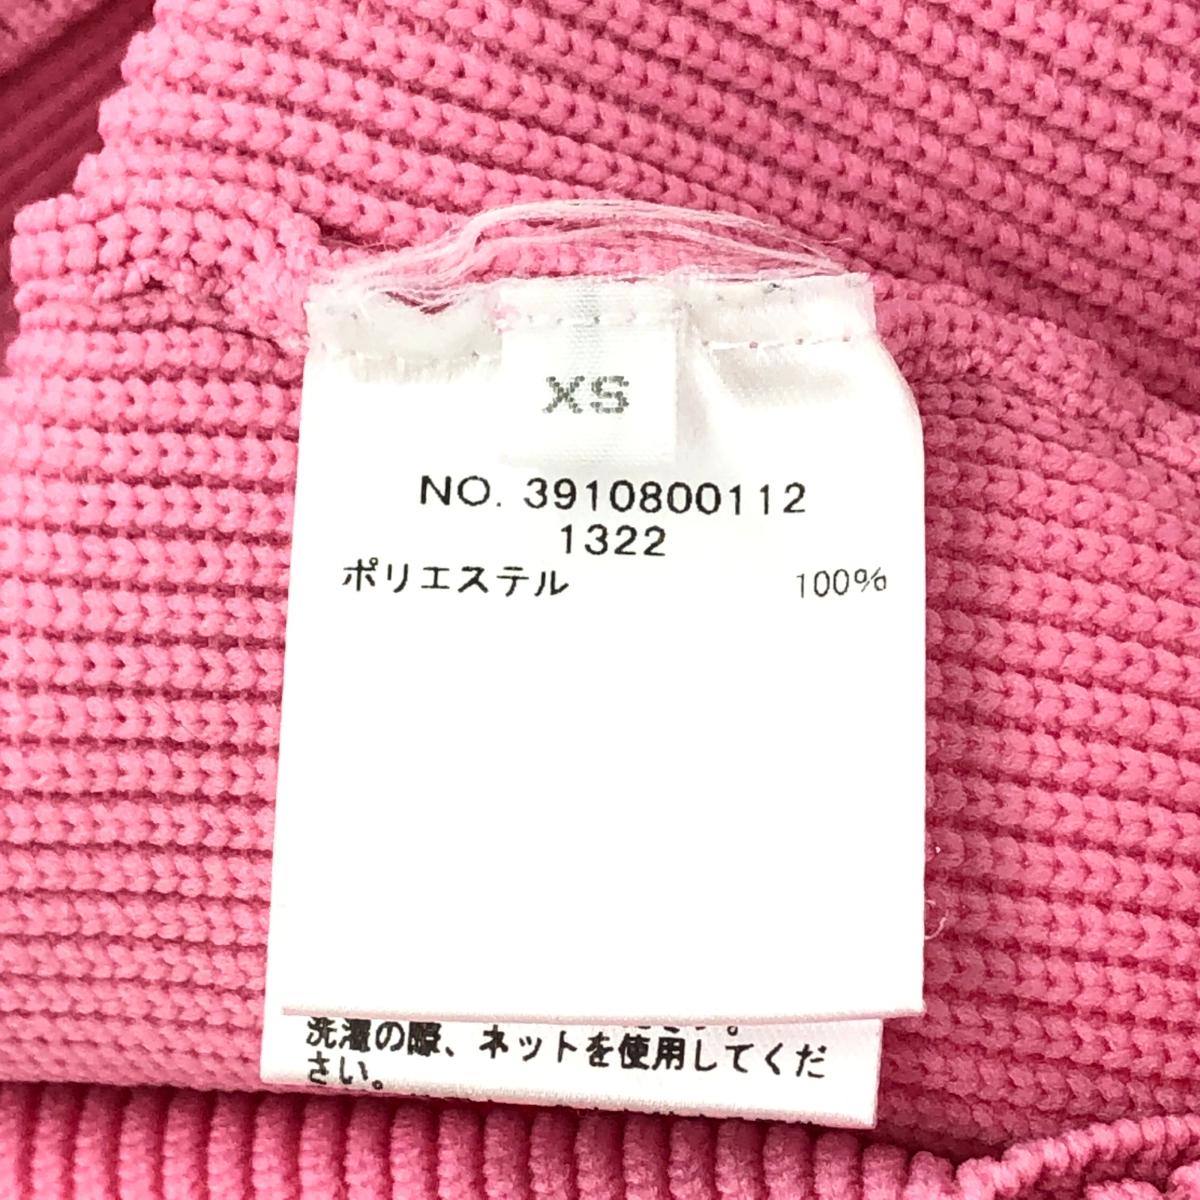 XS
NO. 3910800112
1322
ポリエステル 100%
洗濯の際、ネットを使用してくだ
さい。